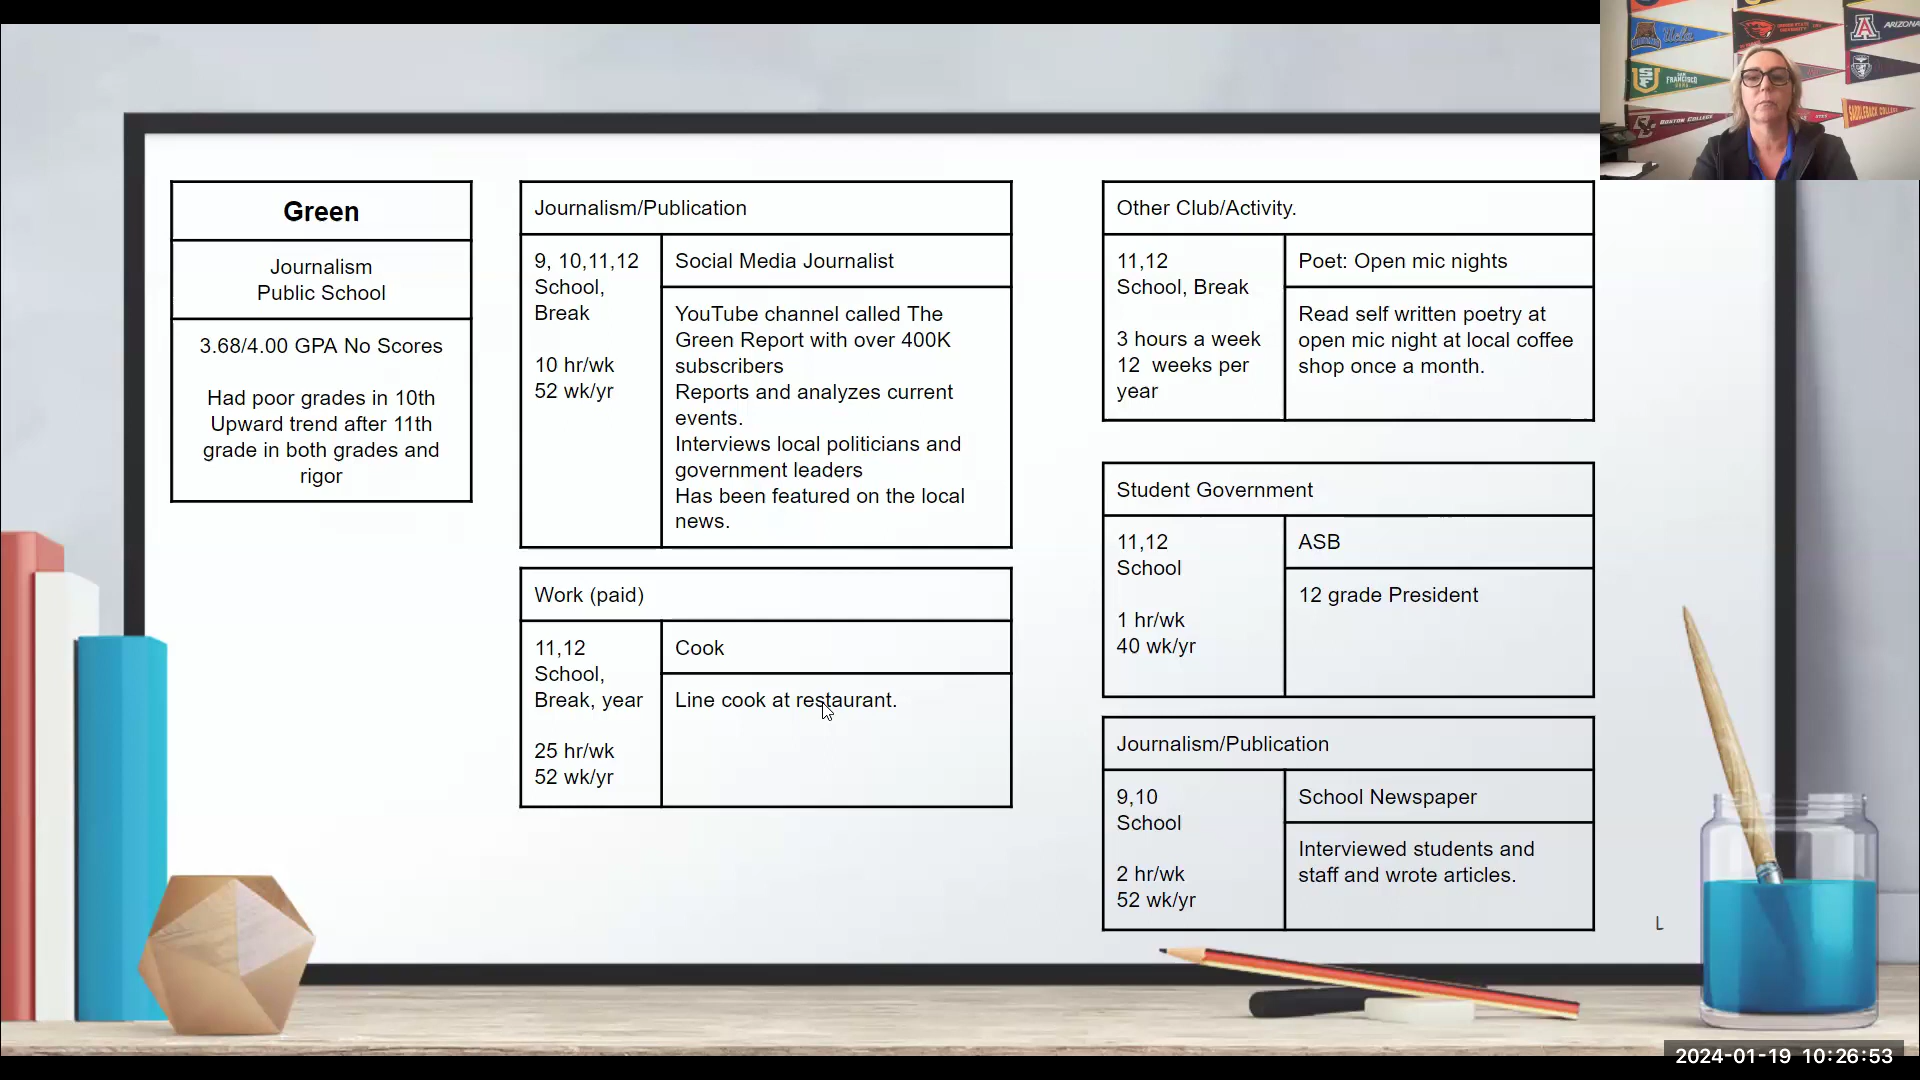 Green
Journalism
Public School
3.68/4.00 GPA No Scores
Had poor grades in 10th
Upward trend after 11th
grade in both grades and
rigor
Journalism/Publication
9, 10,11,12
School,
Break
10 hr/wk
52 wk/yr
Social Media Journalist
YouTube channel called The
Green Report with over 400K
subscribers
Reports and analyzes current
events.
Interviews local politicians and
government leaders
Has been featured on the local
news.
Work (paid)
11,12
School,
Break, year
25 hr/wk
52 wk/yr
Cook
Line cook at restaurant.
Other Club/Activity.
11,12
School, Break
3 hours a week
12  weeks per
year
Poet: Open mic nights
Read self written poetry at
open mic night at local coffee
shop once a month.
Student Government
11,12
School
1 hr/wk
40 wk/yr
ASB
12 grade President
Journalism/Publication
9,10
School
2 hr/wk
52 wk/yr
School Newspaper
Interviewed students and
staff and wrote articles.
L
Ucla
ARIZONA
A
SAN
FRANCISCO
BOSTON COLLEGE
SADDLEBACK COLLEGE
2024-01-19 10:26:53